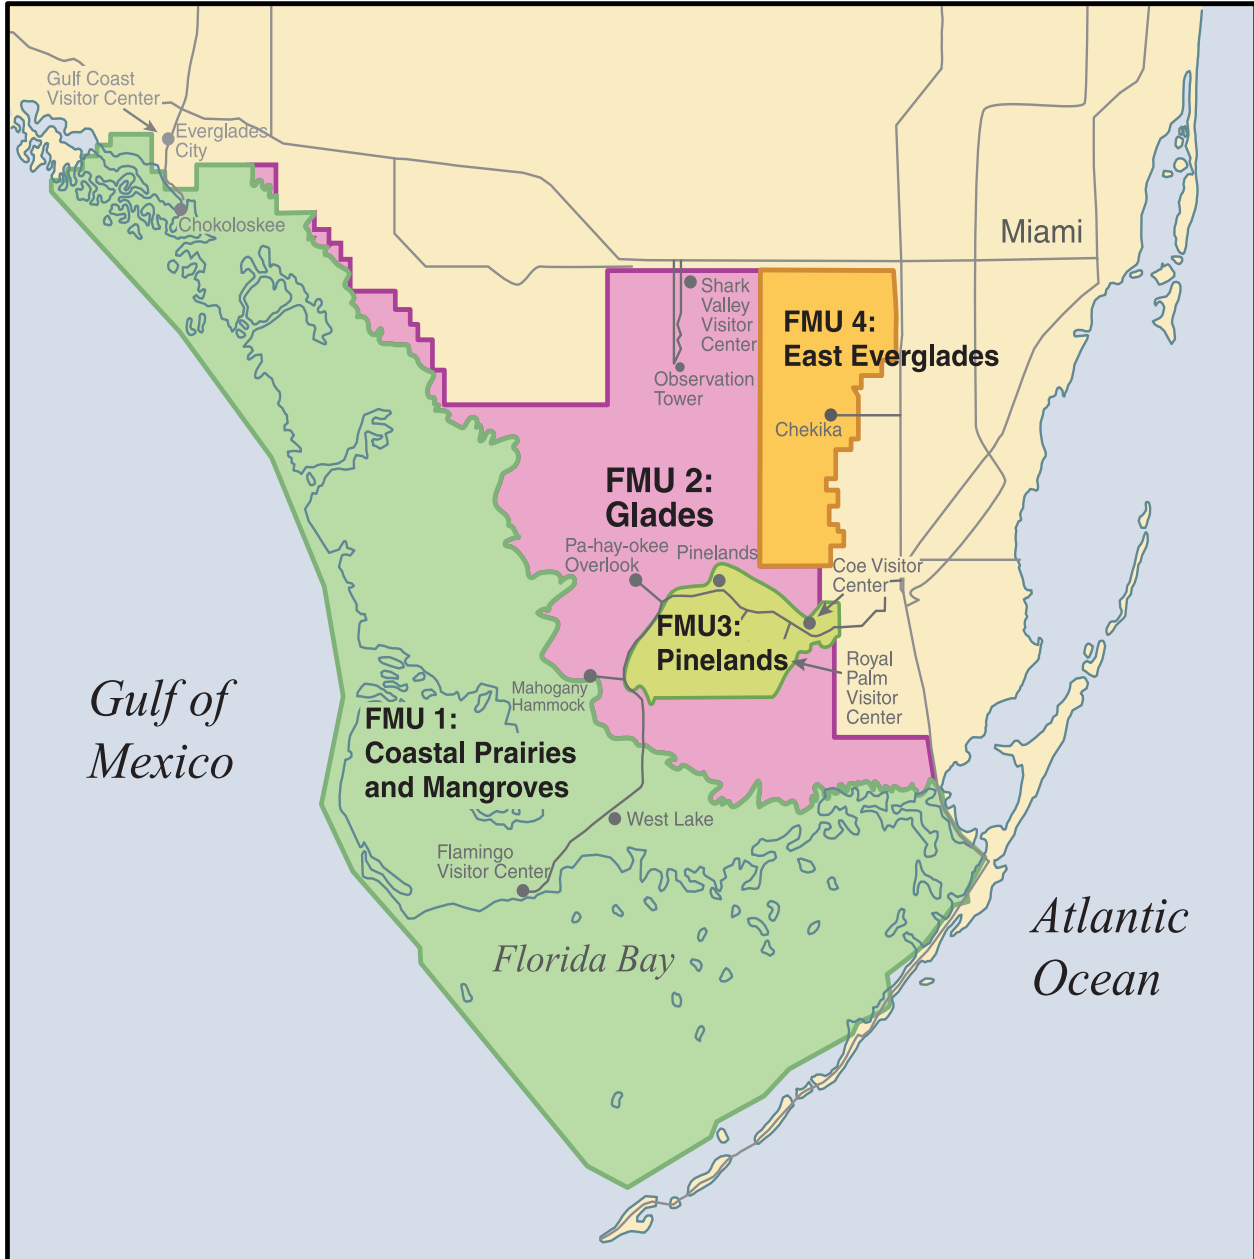 Gulf Coast
Visitor Center
Everglades
City
Chokoloskee
Miami
Shark
Valley
Visitor
Center
FMU 4:
East Everglades
Observation
Tower
Chekika
FMU 2:
Glades
Pa-hay-okee
Overlook
Pinelands
Coe Visitor
Center
FMU3:
Pinelands
Royal
Palm
Visitor
Center
Mahogany
Hammock
Gulf of
Mexico
FMU 1:
Coastal Prairies
and Mangroves
West Lake
Flamingo
Visitor Center
Florida Bay
Atlantic
Ocean